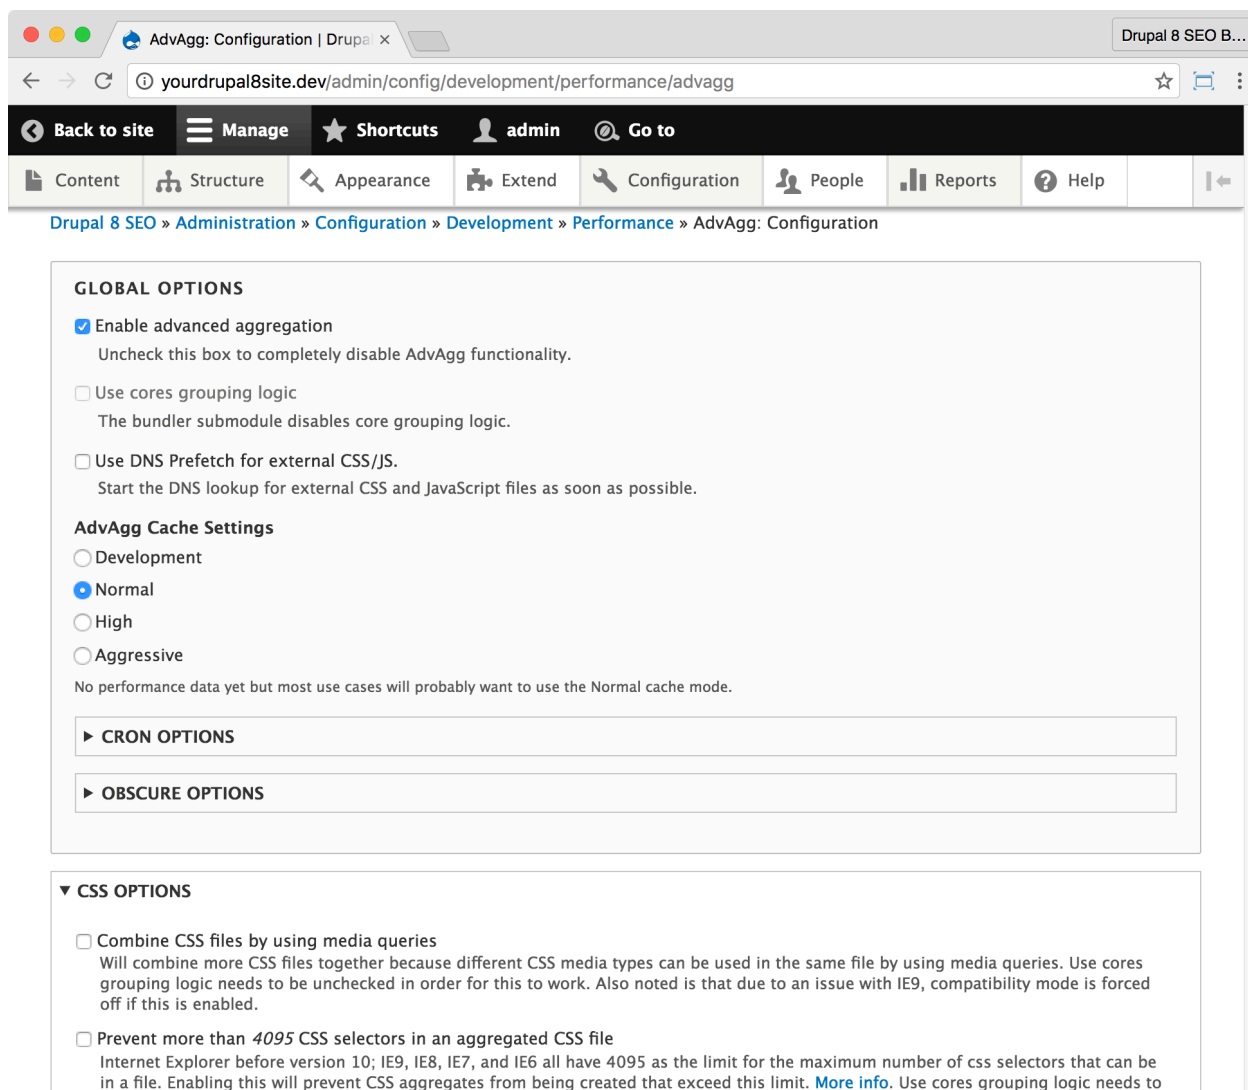 AdvAgg: Configuration | Drupal
Drupal 8 SEO B...
yourdrupal8site.dev/admin/config/development/performance/advagg
Back to site Manage Shortcuts admin Go to
Content Structure Appearance Extend Configuration People Reports Help
Drupal 8 SEO » Administration » Configuration » Development » Performance » AdvAgg: Configuration
GLOBAL OPTIONS
Enable advanced aggregation
Uncheck this box to completely disable AdvAgg functionality.
Use cores grouping logic
The bundler submodule disables core grouping logic.
Use DNS Prefetch for external CSS/JS.
Start the DNS lookup for external CSS and JavaScript files as soon as possible.
AdvAgg Cache Settings
Development
Normal
High
Aggressive
No performance data yet but most use cases will probably want to use the Normal cache mode.
CRON OPTIONS
OBSCURE OPTIONS
CSS OPTIONS
Combine CSS files by using media queries
Will combine more CSS files together because different CSS media types can be used in the same file by using media queries. Use cores
grouping logic needs to be unchecked in order for this to work. Also noted is that due to an issue with IE9, compatibility mode is forced
off if this is enabled.
Prevent more than 4095 CSS selectors in an aggregated CSS file
Internet Explorer before version 10; IE9, IE8, IE7, and IE6 all have 4095 as the limit for the maximum number of css selectors that can be
in a file. Enabling this will prevent CSS aggregates from being created that exceed this limit. More info. Use cores grouping logic needs to